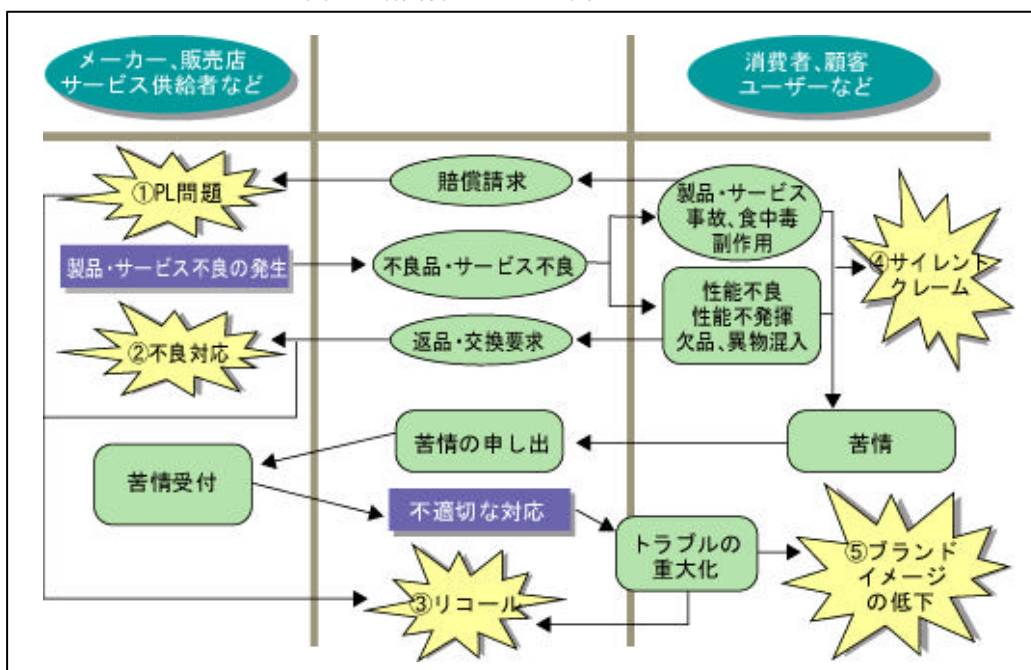 メーカー、販売店
サービス供給者など
消費者、顧客
ユーザーなど
①PL問題
賠償請求
製品・サービス
事故、食中毒
副作用
④サイレント
クレーム
製品・サービス不良の発生
不良品・サービス不良
性能不良
性能不発揮
欠品、異物混入
②不良対応
返品・交換要求
苦情受付
苦情の申し出
苦情
不適切な対応
トラブルの
重大化
⑤ブランド
イメージ
の低下
③リコール